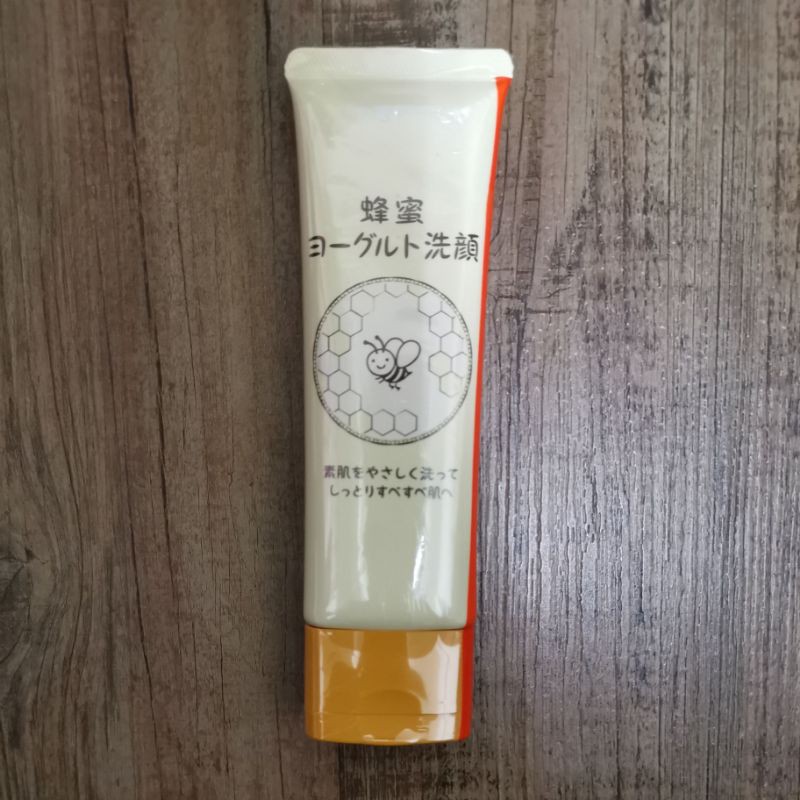 蜂蜜
ヨーグルト洗顔
素肌をやさしく洗って
しっとりすべすべ肌へ